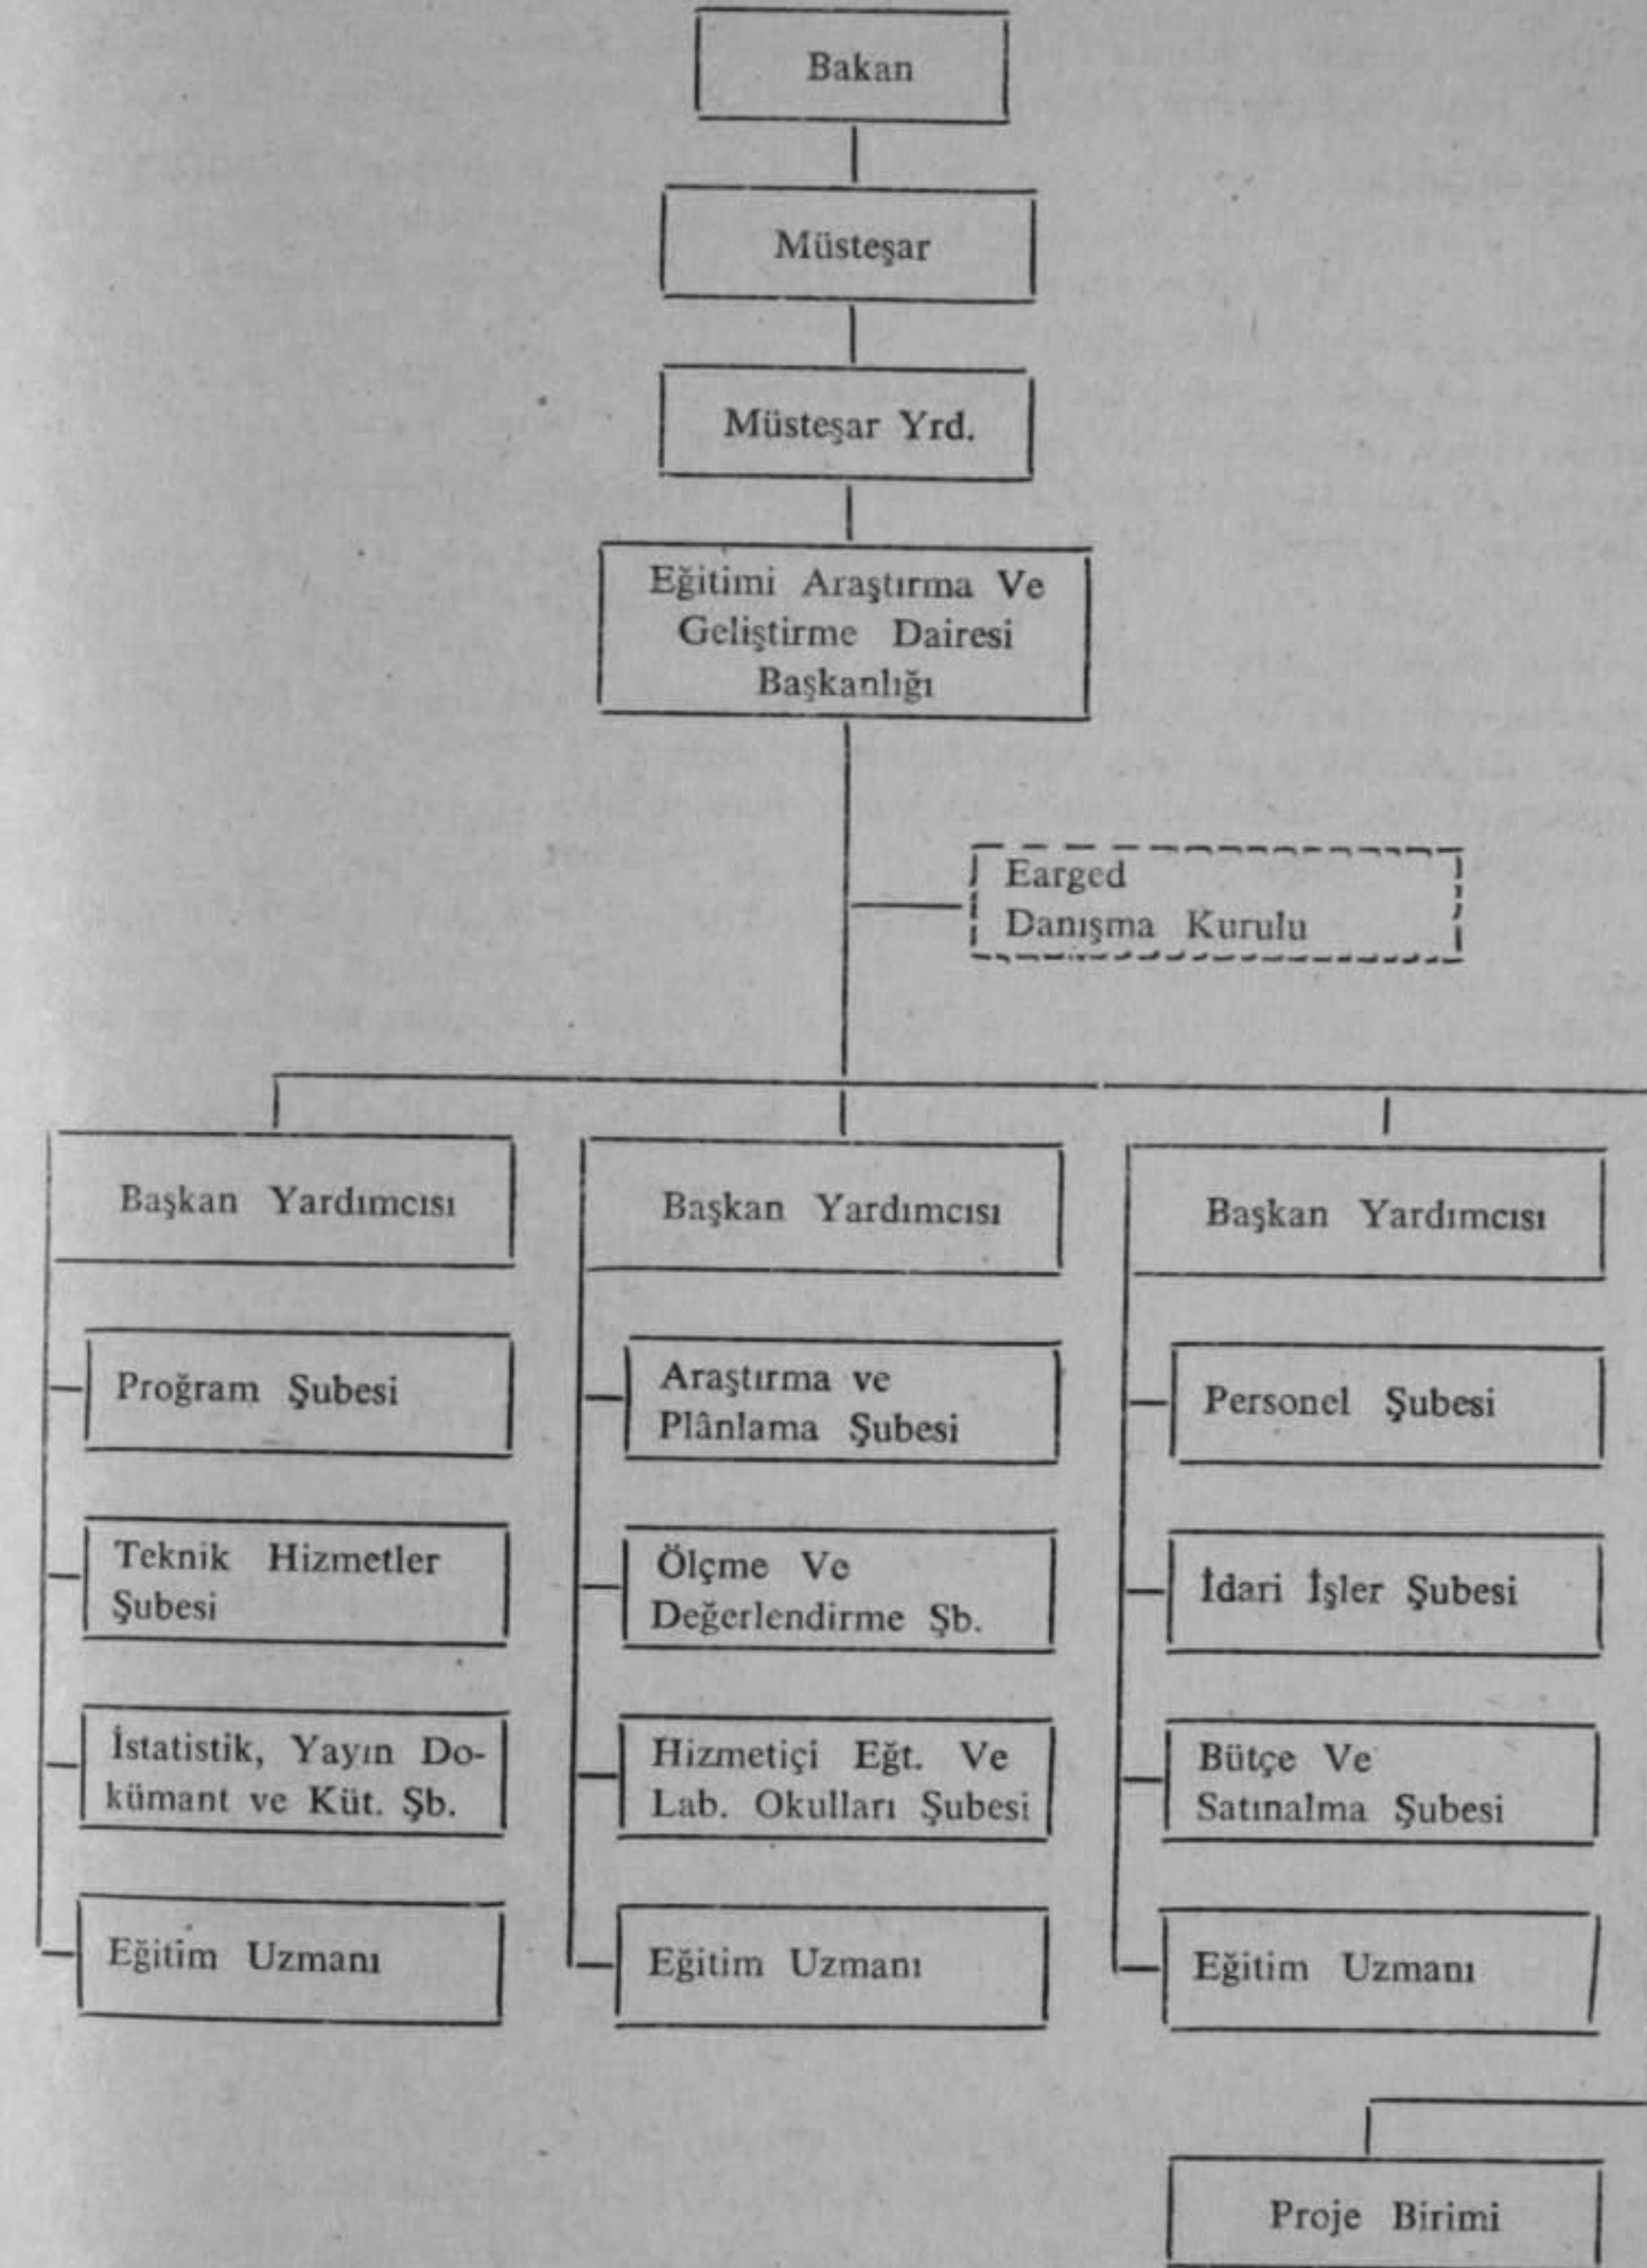 Bakan
Müsteşar
Müsteşar Yrd.
Eğitimi Araştırma Ve
Geliştirme Dairesi
Başkanlığı
Earged
Danışma Kurulu
Başkan Yardımcısı
Proğram Şubesi
Teknik Hizmetler
Şubesi
İstatistik, Yayın Do-
kümant ve Küt. Şb.
Eğitim Uzmanı
Başkan Yardımcısı
Araştırma ve
Plânlama Şubesi
Ölçme Ve
Değerlendirme Şb.
Hizmetiçi Eğt. Ve
Lab. Okulları Şubesi
Eğitim Uzmanı
Başkan Yardımcısı
Personel Şubesi
İdari İşler Şubesi
Bütçe Ve
Satınalma Şubesi
Eğitim Uzmanı
Proje Birimi